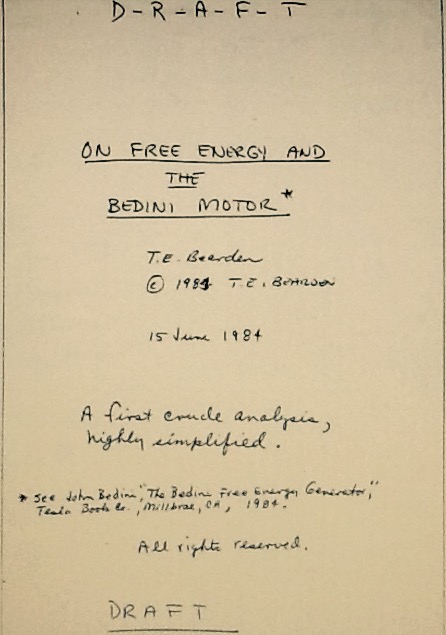 D-R-A-F-T
ON FREE ENERGY AND
THE
BEDINI MOTOR*
T.E. Bearden
© 1984 T.E. BEARDEN
15 June 1984
A first crude analysis,
highly simplified.
* See John Bedini, "The Bedini Free Energy Generator,"
Tesla Book Co., Millbrae, CA, 1984.
All rights reserved.
DRAFT